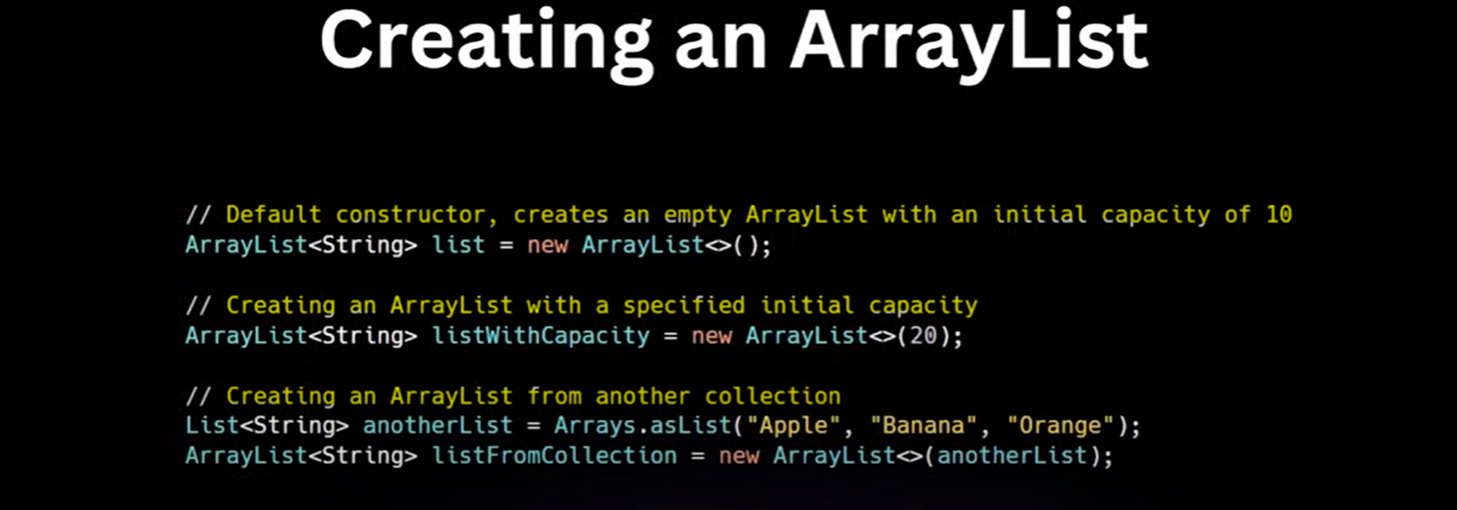 Creating an ArrayList
// Default constructor, creates an empty ArrayList with an initial capacity of 10
ArrayList<String> list = new ArrayList<>();
// Creating an ArrayList with a specified initial capacity
ArrayList<String> listWithCapacity = new ArrayList<>(20);
// Creating an ArrayList from another collection
List<String> anotherList = Arrays.asList("Apple", "Banana", "Orange");
ArrayList<String> listFromCollection = new ArrayList<>(anotherList);